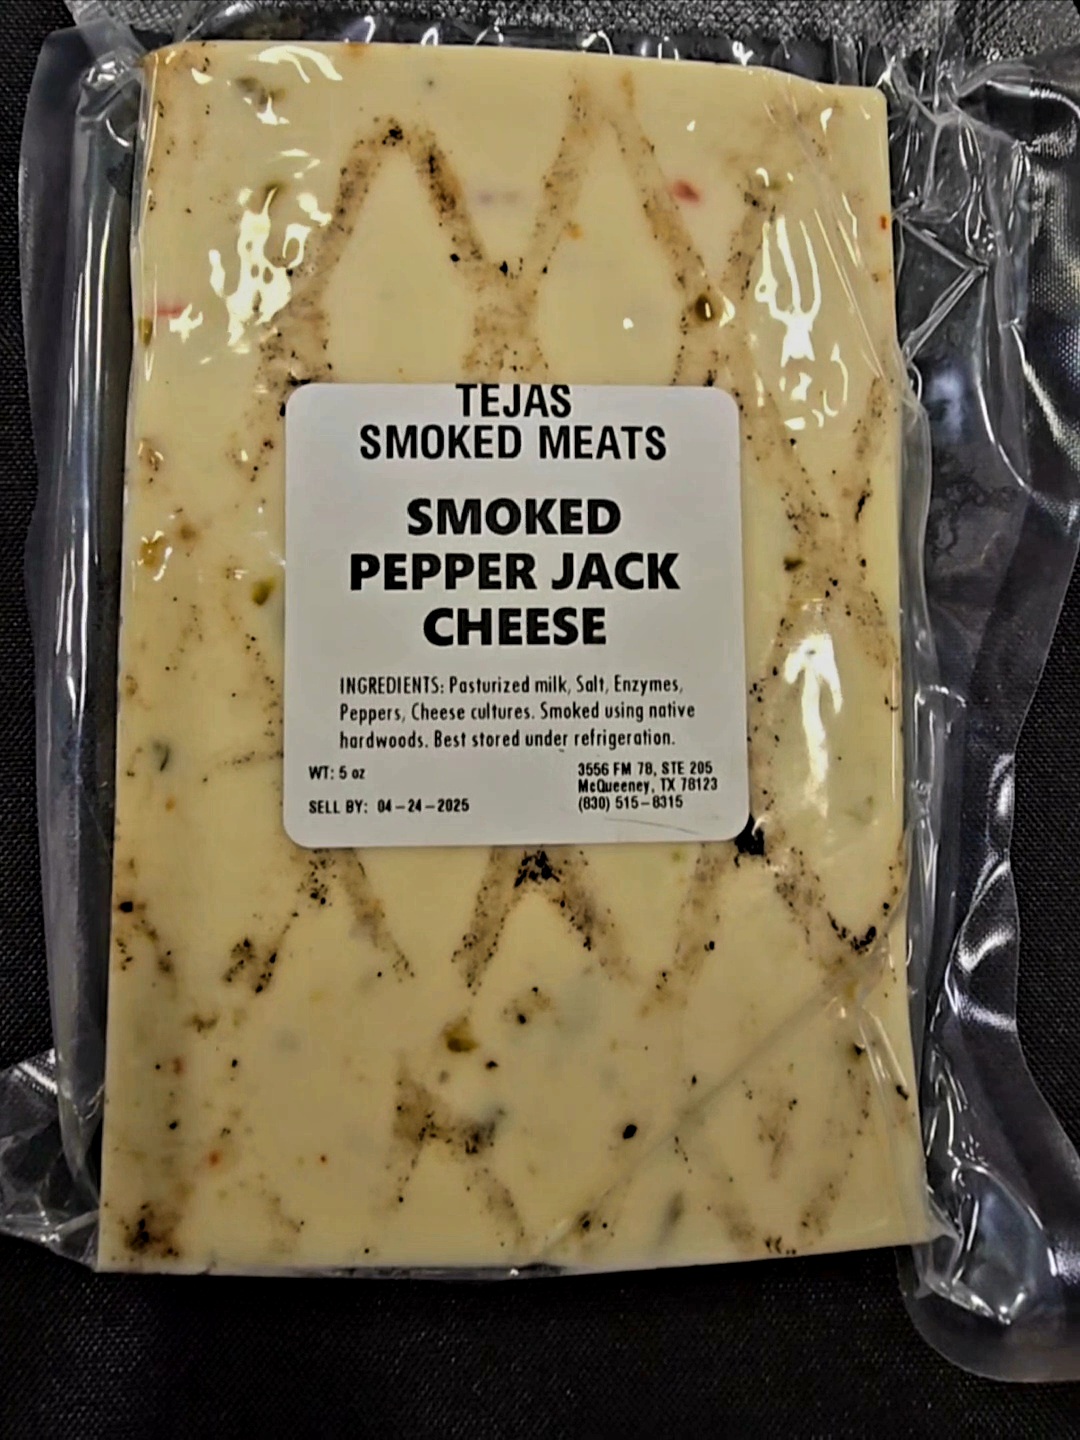 TEJAS
SMOKED MEATS
SMOKED
PEPPER JACK
CHEESE
INGREDIENTS: Pasturized milk, Salt, Enzymes,
Peppers, Cheese cultures. Smoked using native
hardwoods. Best stored under refrigeration.
WT: 5 oz
SELL BY: 04-24-2025
3556 FM 78, STE 205
McQueeney, TX 78123
(830) 515-8315